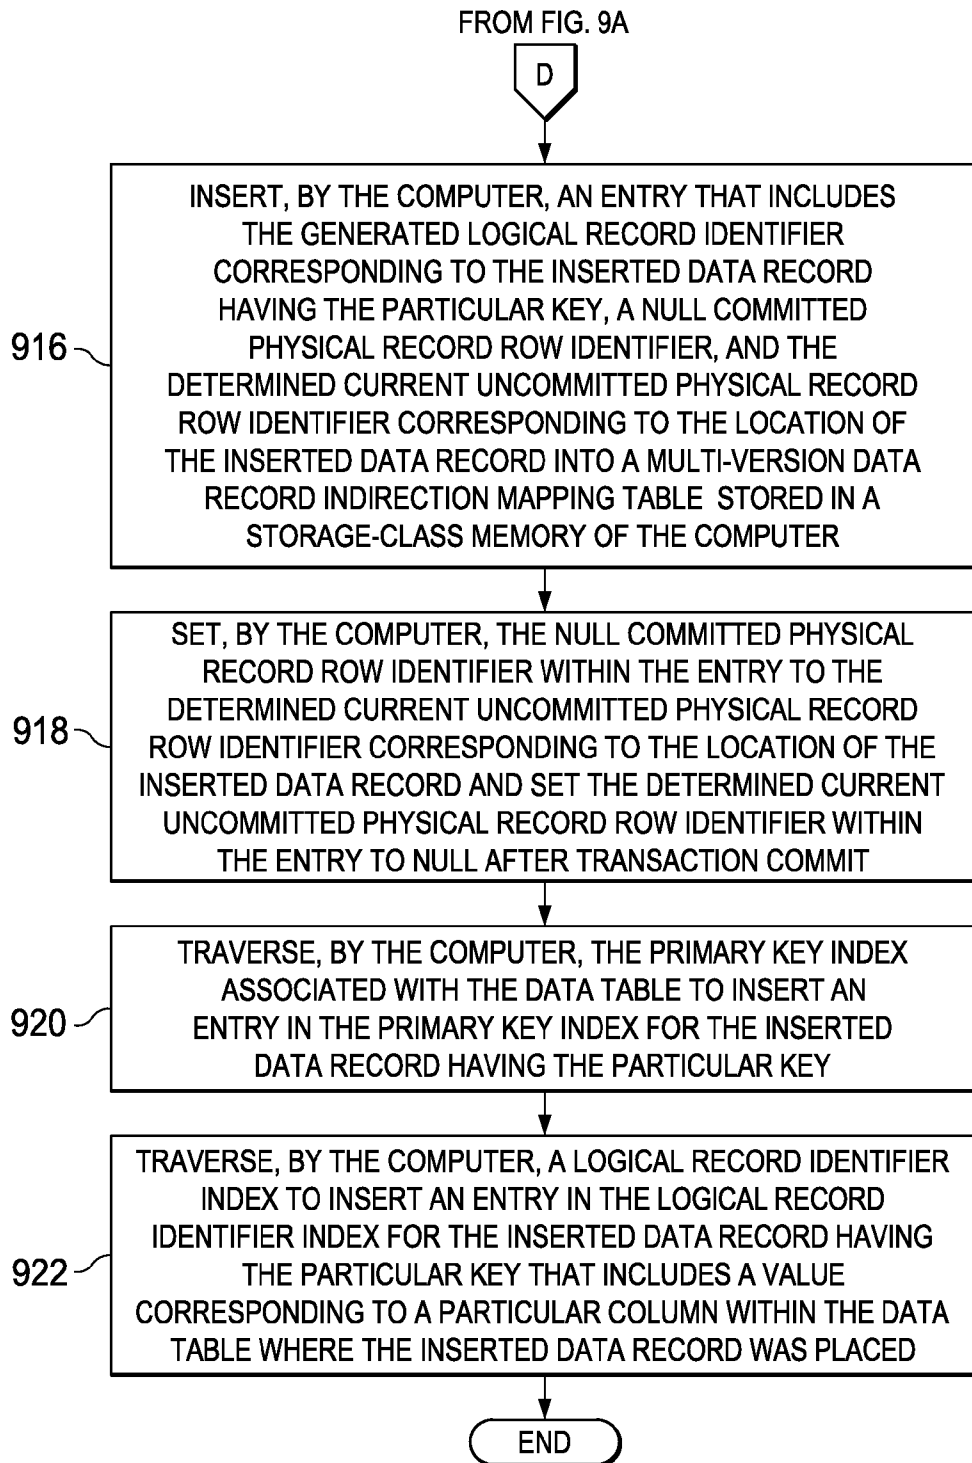 FROM FIG. 9A
D
INSERT, BY THE COMPUTER, AN ENTRY THAT INCLUDES
THE GENERATED LOGICAL RECORD IDENTIFIER
CORRESPONDING TO THE INSERTED DATA RECORD
HAVING THE PARTICULAR KEY, A NULL COMMITTED
PHYSICAL RECORD ROW IDENTIFIER, AND THE
DETERMINED CURRENT UNCOMMITTED PHYSICAL RECORD
ROW IDENTIFIER CORRESPONDING TO THE LOCATION OF
THE INSERTED DATA RECORD INTO A MULTI-VERSION DATA
RECORD INDIRECTION MAPPING TABLE STORED IN A
STORAGE-CLASS MEMORY OF THE COMPUTER
916
SET, BY THE COMPUTER, THE NULL COMMITTED PHYSICAL
RECORD ROW IDENTIFIER WITHIN THE ENTRY TO THE
DETERMINED CURRENT UNCOMMITTED PHYSICAL RECORD
ROW IDENTIFIER CORRESPONDING TO THE LOCATION OF THE
INSERTED DATA RECORD AND SET THE DETERMINED CURRENT
UNCOMMITTED PHYSICAL RECORD ROW IDENTIFIER WITHIN
THE ENTRY TO NULL AFTER TRANSACTION COMMIT
918
TRAVERSE, BY THE COMPUTER, THE PRIMARY KEY INDEX
ASSOCIATED WITH THE DATA TABLE TO INSERT AN
ENTRY IN THE PRIMARY KEY INDEX FOR THE INSERTED
DATA RECORD HAVING THE PARTICULAR KEY
920
TRAVERSE, BY THE COMPUTER, A LOGICAL RECORD IDENTIFIER
INDEX TO INSERT AN ENTRY IN THE LOGICAL RECORD
IDENTIFIER INDEX FOR THE INSERTED DATA RECORD HAVING
THE PARTICULAR KEY THAT INCLUDES A VALUE
CORRESPONDING TO A PARTICULAR COLUMN WITHIN THE DATA
TABLE WHERE THE INSERTED DATA RECORD WAS PLACED
922
END